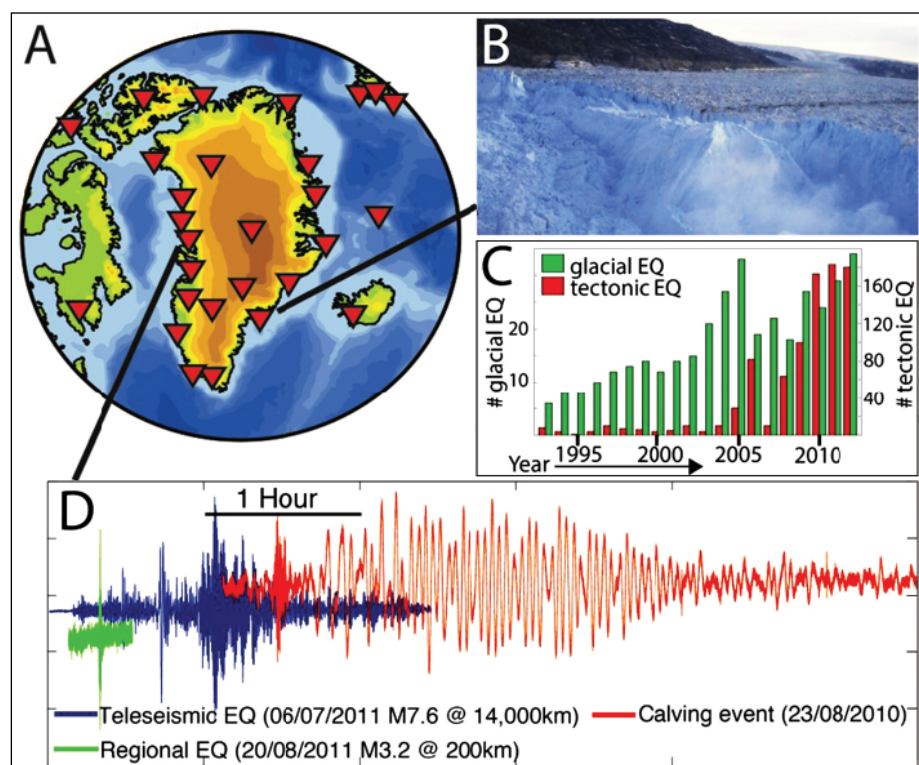 A
B
C
glacial EQ
tectonic EQ
# glacial EQ
20
10
# tectonic EQ
160
120
80
40
1995
2000
2005
2010
Year
D
1 Hour
Teleseismic EQ (06/07/2011 M7.6 @ 14,000km)
Calving event (23/08/2010)
Regional EQ (20/08/2011 M3.2 @ 200km)